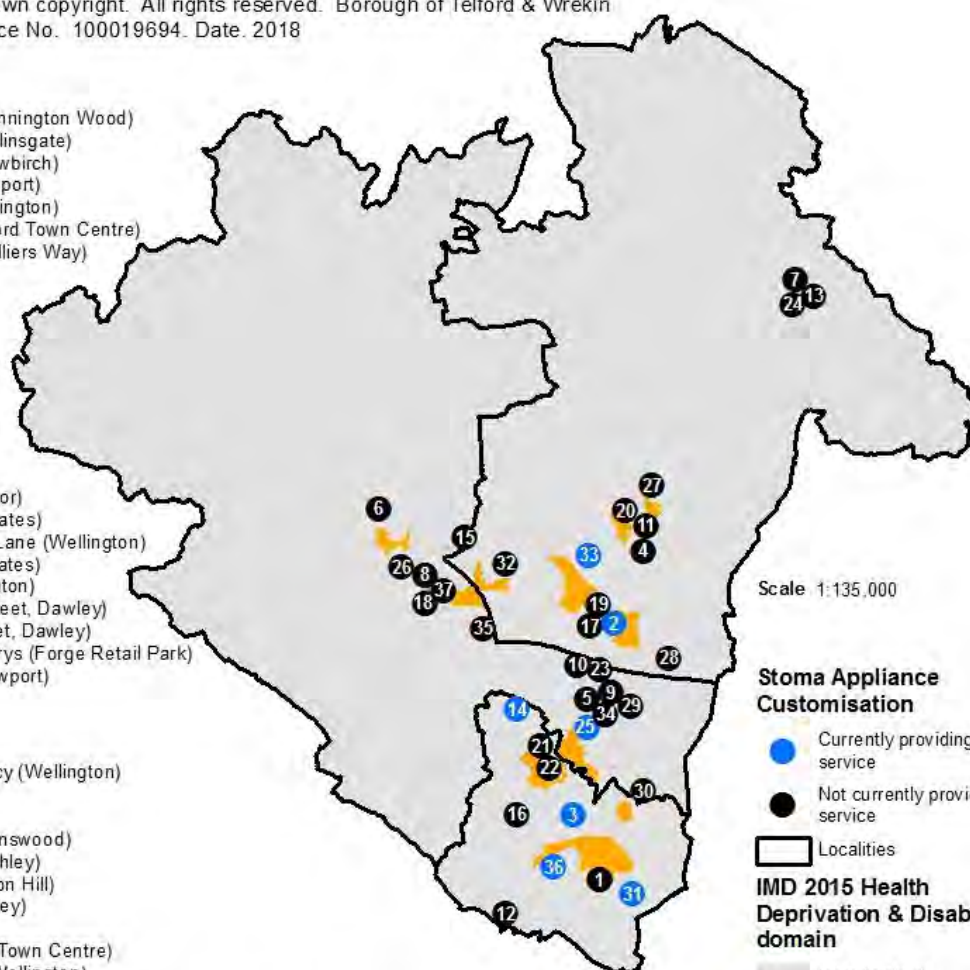 wn copyright. All rights reserved. Borough of Telford & Wrekin
ce No. 100019694. Date. 2018
nnington Wood)
linsgate)
wbirch)
port)
ington)
ord Town Centre)
lliers Way)
or)
ates)
Lane (Wellington)
ates)
ton)
eet, Dawley)
et, Dawley)
rys (Forge Retail Park)
wport)
cy (Wellington)
nswood)
hley)
on Hill)
ey)
Town Centre)
7
13
24
27
20
11
4
6
15
33
32
26
8
37
18
19
17
2
35
28
10
23
9
5
29
34
14
25
21
22
30
16
3
36
1
31
12
Scale 1:135,000
Stoma Appliance
Customisation
Currently providing
service
Not currently provi
service
Localities
IMD 2015 Health
Deprivation & Disab
domain